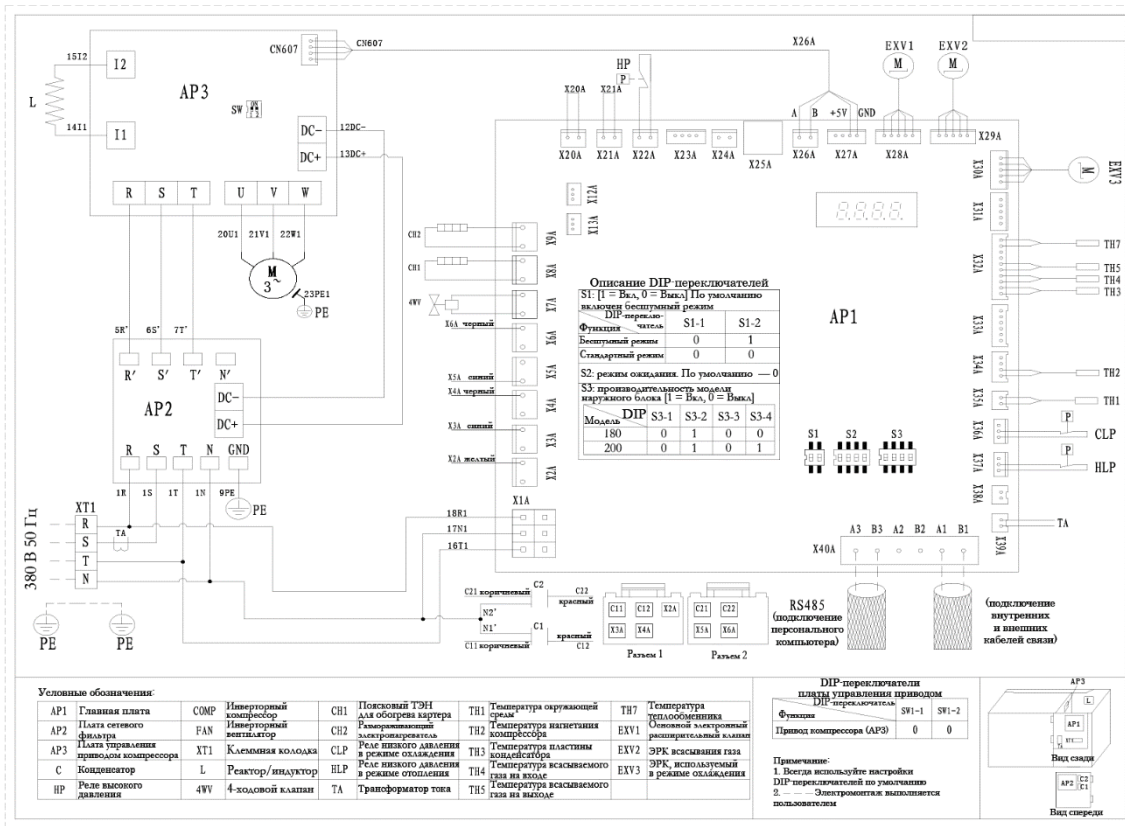 15I2
I2
L
AP3
SW
ON
1 2
14I1
I1
CN607
CN607
DC-
DC+
12DC-
13DC+
R
S
T
U
V
W
20U1
21V1
22W1
M
3~
23PE1
PE
5R'
6S'
7T'
R'
S'
T'
N'
AP2
DC-
DC+
R
S
T
N
GND
1R
1S
1T
1N
9PE
PE
XT1
R
S
T
N
TA
380 В 50 Гц
PE
PE
X26A
EXV1
EXV2
M
M
HP
P
X20A
X21A
A
B
+5V
GND
X20A
X21A
X22A
X23A
X24A
X25A
X26A
X27A
X28A
X29A
X12A
X13A
CH2
X9A
CH1
X8A
4WV
X7A
X6A черный
X6A
X5A синий
X5A
X4A черный
X4A
X3A синий
X3A
X2A желтый
X2A
X1A
18R1
17N1
16T1
AP1
Описание DIP-переключателей
S1: [1 = Вкл, 0 = Выкл] По умолчанию
включен бесшумный режим
DIP-переклю-
чатель
Функция
S1-1
S1-2
Бесшумный режим 0 1
Стандартный режим 0 0
S2: режим ожидания. По умолчанию — 0
S3: производительность модели
наружного блока [1 = Вкл, 0 = Выкл]
DIP
Модель
S3-1 S3-2 S3-3 S3-4
180 0 1 0 0
200 0 1 0 1
S1
S2
S3
X30A
M
EXV3
X31A
X32A
TH7
TH5
TH4
TH3
X33A
X34A
TH2
X35A
TH1
X36A
P
CLP
X37A
P
HLP
X38A
X39A
TA
X40A
A3 B3 A2 B2 A1 B1
C21 коричневый
C2
C22
красный
N2'
N1'
C1
C11 коричневый
красный
C12
C11 C12 X2A
X3A X4A
Разъем 1
C21 C22
X5A X6A
Разъем 2
RS485
(подключение
персонального
компьютера)
(подключение
внутренних
и внешних
кабелей связи)
Условные обозначения:
AP1 Главная плата
AP2 Плата сетевого
фильтра
AP3 Плата управления
приводом компрессора
C Конденсатор
HP Реле высокого
давления
COMP Инверторный
компрессор
FAN Инверторный
вентилятор
XT1 Клеммная колодка
L Реактор/индуктор
4WV 4-ходовой клапан
CH1 Поясковый ТЭН
для обогрева картера
CH2 Размораживающий
электронагреватель
CLP Реле низкого давления
в режиме охлаждения
HLP Реле низкого давления
в режиме отопления
TA Трансформатор тока
TH1 Температура окружающей
среды
TH2 Температура нагнетания
компрессора
TH3 Температура пластины
конденсатора
TH4 Температура всасываемого
газа на входе
TH5 Температура всасываемого
газа на выходе
TH7 Температура
теплообменника
EXV1 Основной электронный
расширительный клапан
EXV2 ЭРК всасывания газа
EXV3 ЭРК, используемый
в режиме охлаждения
DIP-переключатели
платы управления приводом
DIP-переключатель
Функция
SW1-1 SW1-2
Привод компрессора (AP3) 0 0
Примечание:
1. Всегда используйте настройки
DIP-переключателей по умолчанию
2. — — — Электромонтаж выполняется
пользователем
AP3
L
AP1
Вид сзади
AP2
C2
C1
Вид спереди